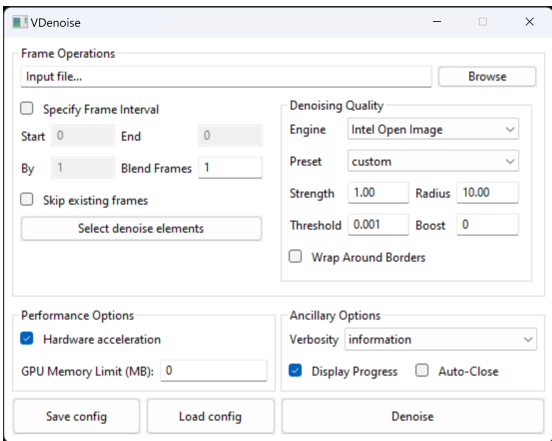 VDenoise
Frame Operations
Input file...
Browse
Specify Frame Interval
Start 0 End 0
By 1 Blend Frames 1
Skip existing frames
Select denoise elements
Denoising Quality
Engine Intel Open Image
Preset custom
Strength 1.00 Radius 10.00
Threshold 0.001 Boost 0
Wrap Around Borders
Performance Options
Hardware acceleration
GPU Memory Limit (MB): 0
Ancillary Options
Verbosity information
Display Progress Auto-Close
Save config Load config Denoise